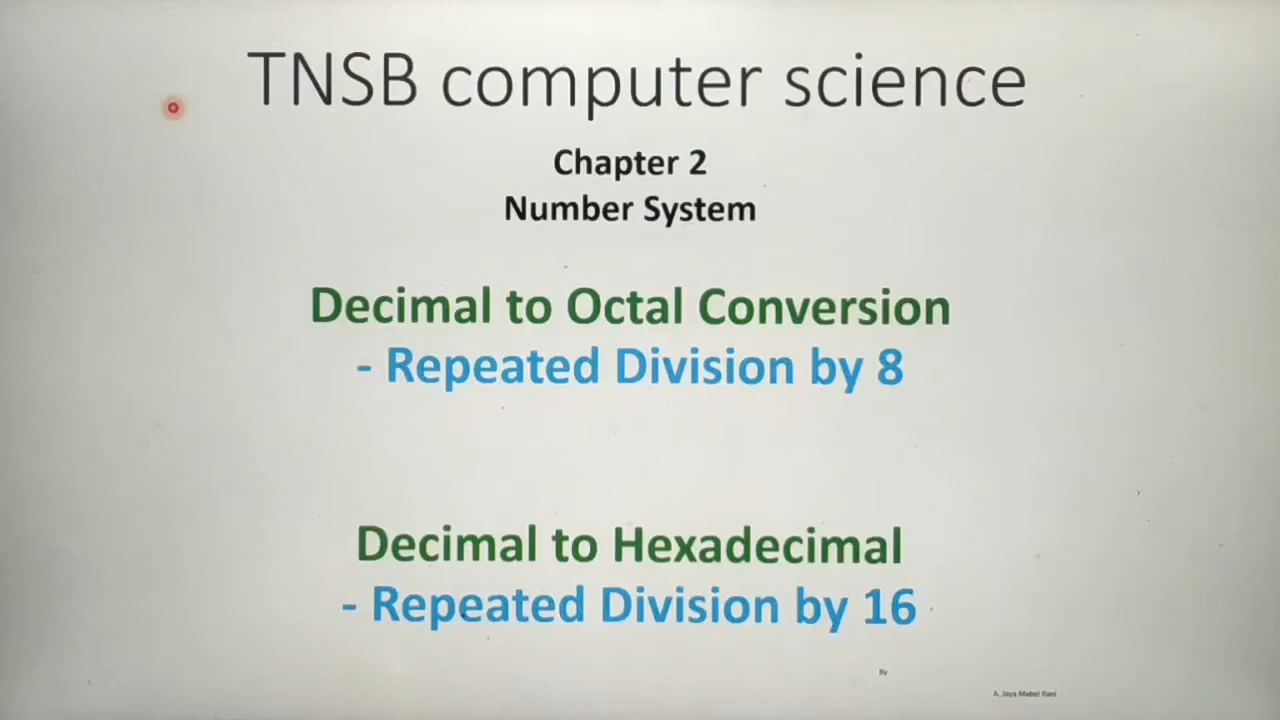 TNSB computer science
Chapter 2
Number System
Decimal to Octal Conversion
- Repeated Division by 8
Decimal to Hexadecimal
- Repeated Division by 16
By
A. Jaya Mabel Rani